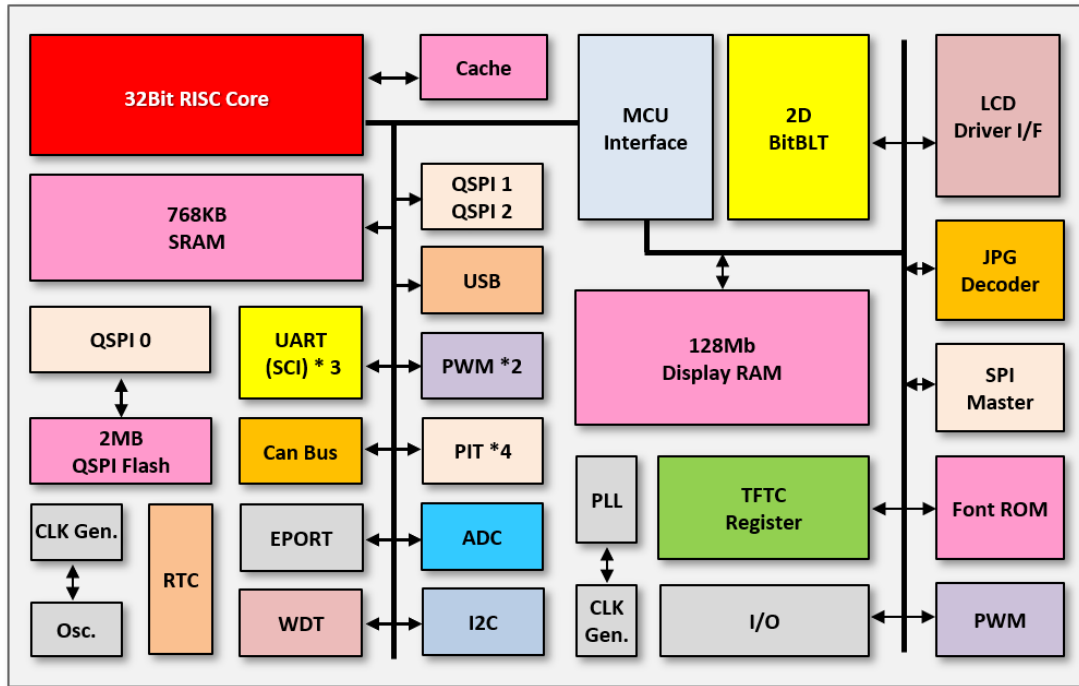 32Bit RISC Core
Cache
MCU
Interface
2D
BitBLT
LCD
Driver I/F
768KB
SRAM
QSPI 1
QSPI 2
USB
JPG
Decoder
QSPI 0
UART
(SCI) * 3
PWM *2
128Mb
Display RAM
SPI
Master
2MB
QSPI Flash
Can Bus
PIT *4
CLK Gen.
RTC
EPORT
ADC
PLL
TFTC
Register
Font ROM
Osc.
WDT
I2C
CLK
Gen.
I/O
PWM